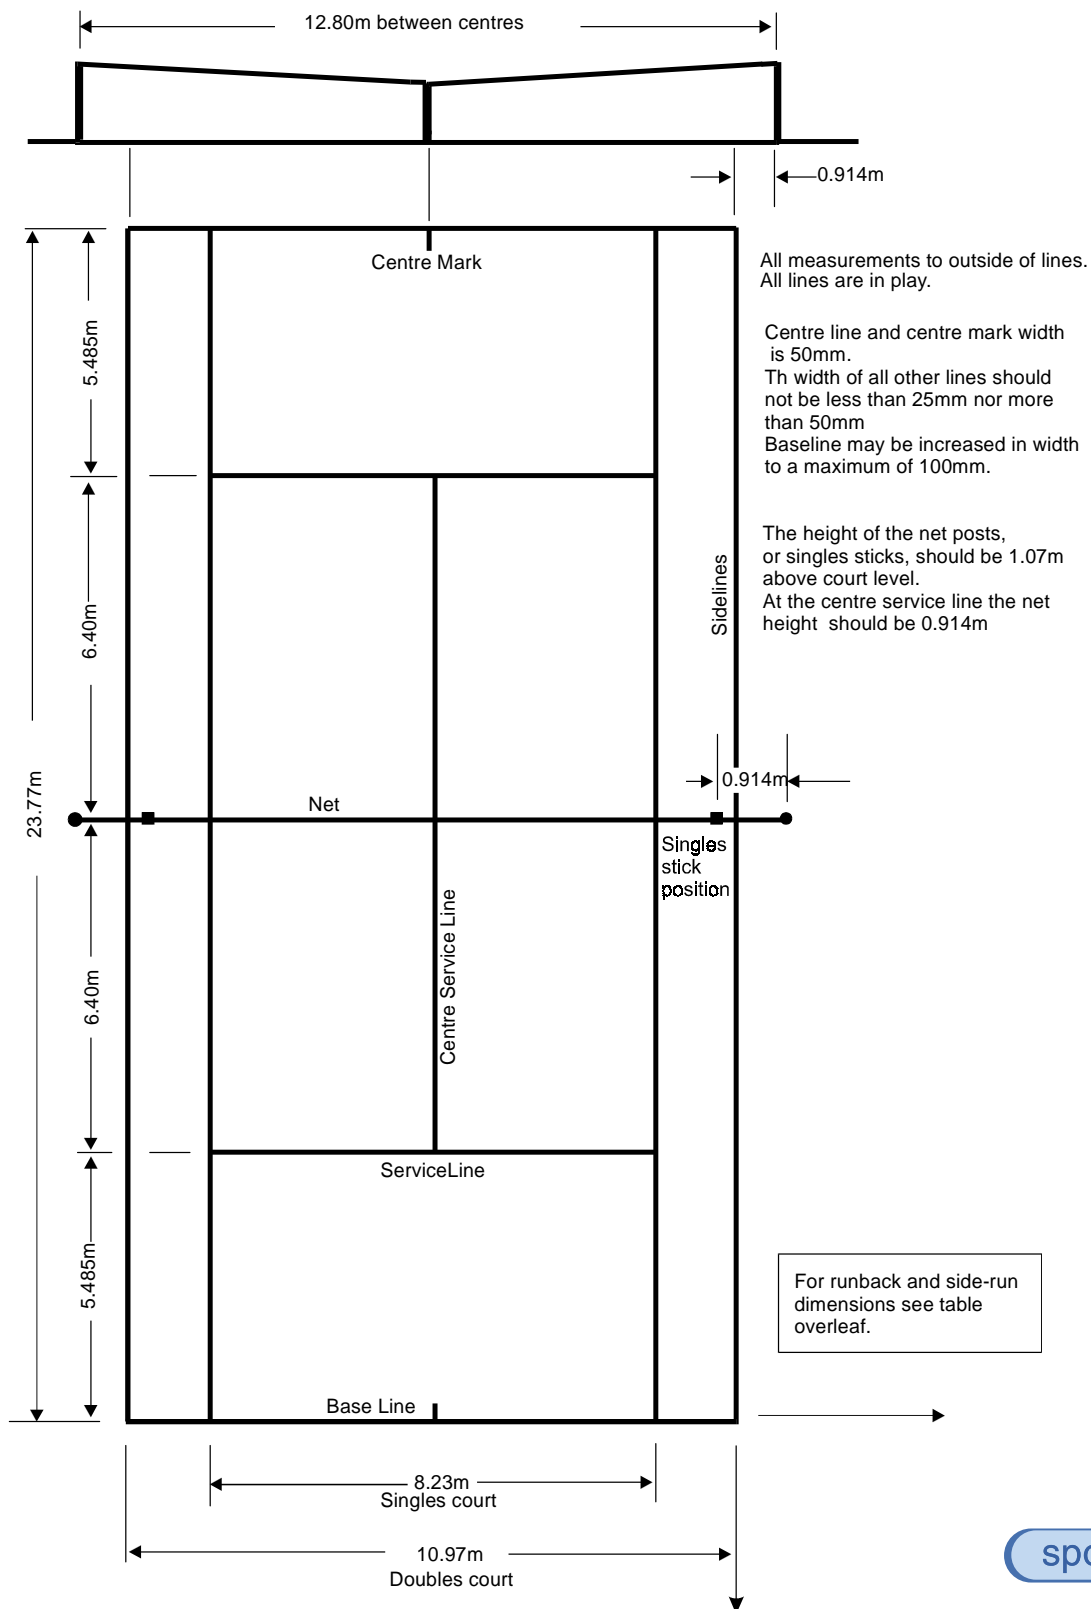 12.80m between centres
0.914m
Centre Mark
All measurements to outside of lines.
All lines are in play.
5.485m
Centre line and centre mark width
is 50mm.
Th width of all other lines should
not be less than 25mm nor more
than 50mm
Baseline may be increased in width
to a maximum of 100mm.
The height of the net posts,
or singles sticks, should be 1.07m
above court level.
At the centre service line the net
height should be 0.914m
Sidelines
6.40m
0.914m
23.77m
Net
Singles
stick
position
Centre Service Line
6.40m
ServiceLine
5.485m
For runback and side-run
dimensions see table
overleaf.
Base Line
8.23m
Singles court
10.97m
Doubles court